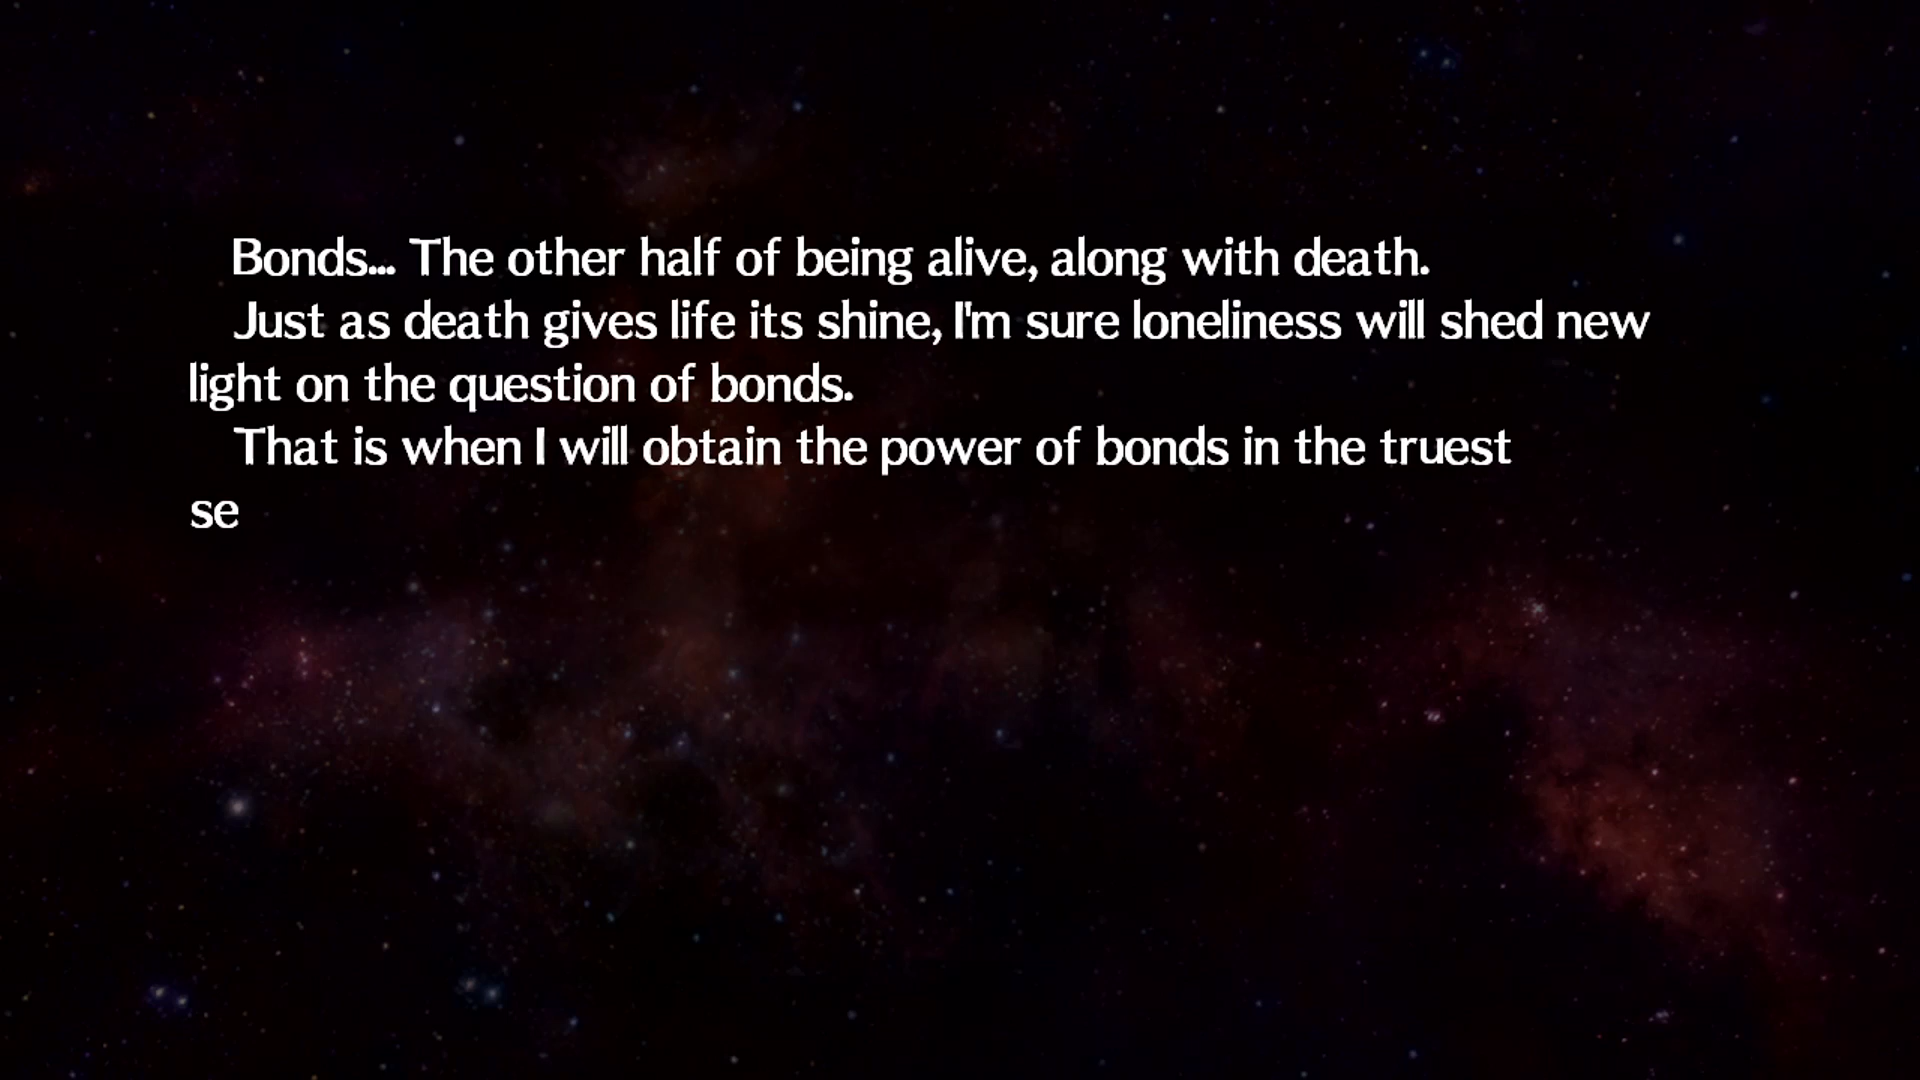 Bonds... The other half of being alive, along with death.
Just as death gives life its shine, I'm sure loneliness will shed new
light on the question of bonds.
That is when I will obtain the power of bonds in the truest
se